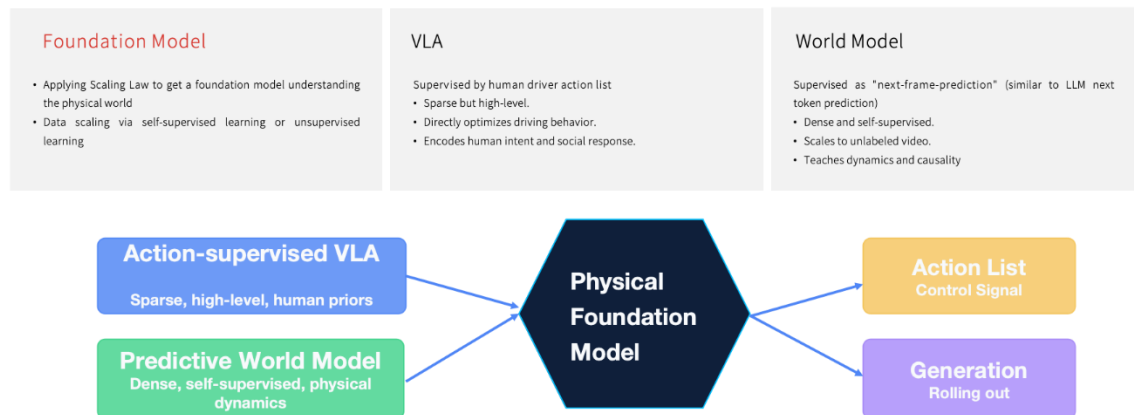 Foundation Model
• Applying Scaling Law to get a foundation model understanding
the physical world
• Data scaling via self-supervised learning or unsupervised
learning
VLA
Supervised by human driver action list
• Sparse but high-level.
• Directly optimizes driving behavior.
• Encodes human intent and social response.
World Model
Supervised as "next-frame-prediction" (similar to LLM next
token prediction)
• Dense and self-supervised.
• Scales to unlabeled video.
• Teaches dynamics and causality
Action-supervised VLA
Sparse, high-level, human priors
Predictive World Model
Dense, self-supervised, physical
dynamics
Physical
Foundation
Model
Action List
Control Signal
Generation
Rolling out